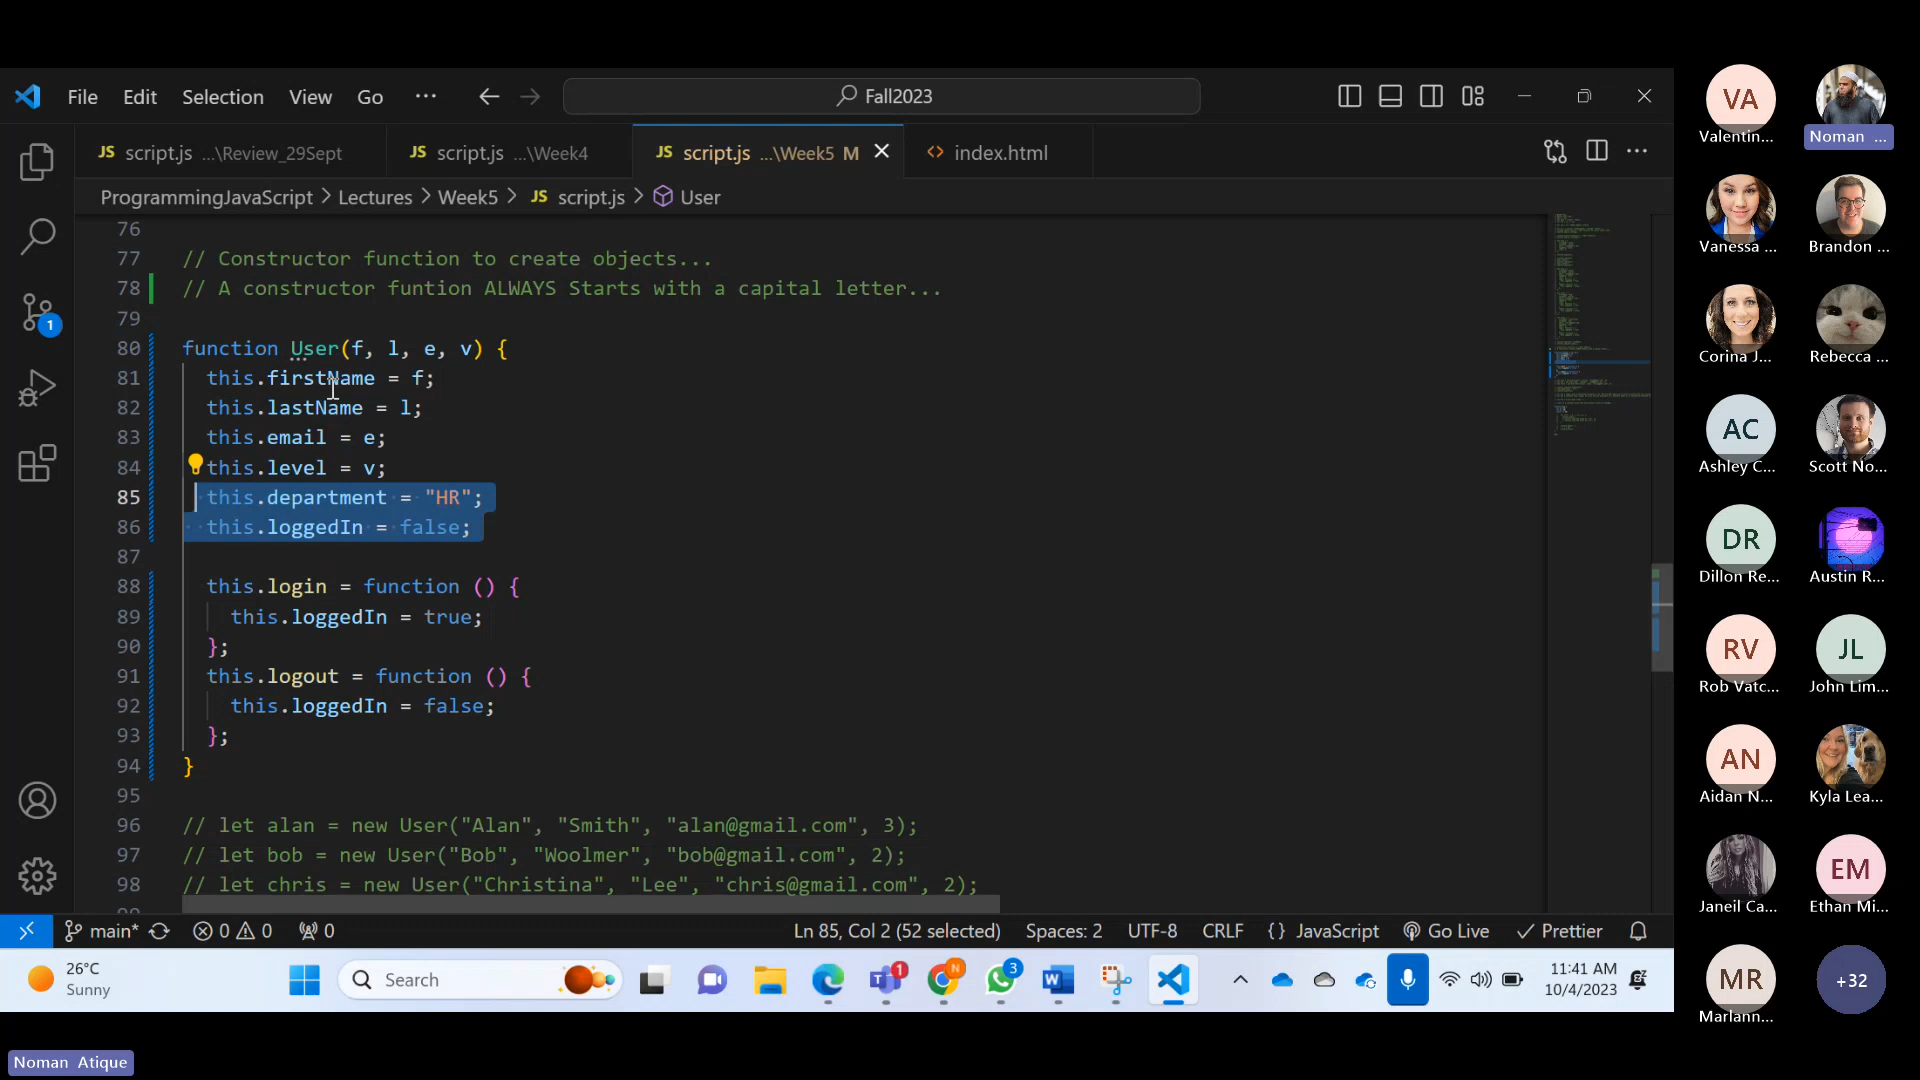 File Edit Selection View Go ··· Fall2023
JS script.js ...\Review_29Sept JS script.js ...\Week4 JS script.js ...\Week5 M index.html
ProgrammingJavaScript > Lectures > Week5 > JS script.js > User
76
77 // Constructor function to create objects...
78 // A constructor funtion ALWAYS Starts with a capital letter...
79
80 function User(f, l, e, v) {
81 this.firstName = f;
82 this.lastName = l;
83 this.email = e;
84 this.level = v;
85 this.department = "HR";
86 this.loggedIn = false;
87
88 this.login = function () {
89 this.loggedIn = true;
90 };
91 this.logout = function () {
92 this.loggedIn = false;
93 };
94 }
95
96 // let alan = new User("Alan", "Smith", "alan@gmail.com", 3);
97 // let bob = new User("Bob", "Woolmer", "bob@gmail.com", 2);
98 // let chris = new User("Christina", "Lee", "chris@gmail.com", 2);
1
main* 0 0 0 Ln 85, Col 2 (52 selected) Spaces: 2 UTF-8 CRLF {} JavaScript Go Live Prettier
26°C
Sunny
Search
1
N
3
11:41 AM
10/4/2023
Noman Atique
VA
Valentin...
Noman ...
Vanessa ...
Brandon ...
Corina J...
Rebecca ...
AC
Ashley C...
Scott No...
DR
Dillon Re...
Austin R...
RV
Rob Vatc...
JL
John Lim...
AN
Aidan N...
Kyla Lea...
Janeil Ca...
EM
Ethan Mi...
MR
Marlann...
+32